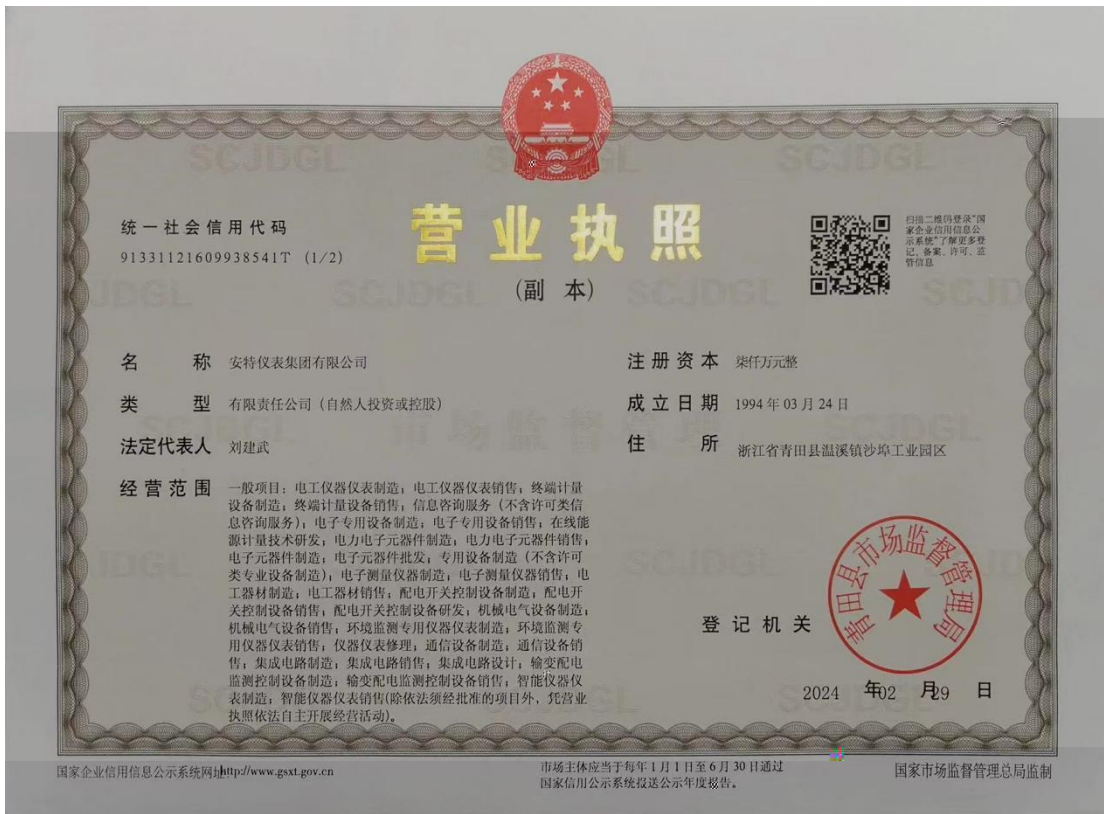 SCJDGL
SCJDGL
SCJDGL
统一社会信用代码
91331121609938541T (1/2)
营业执照
(副 本)
扫描二维码登录“国
家企业信用信息公
示系统”了解更多登
记、备案、许可、监
管信息
JDGL
SCJDGL
SCJDGL
SCJD
名 称 安特仪表集团有限公司
注册资本 柒仟万元整
类 型 有限责任公司（自然人投资或控股）
成立日期 1994年03月24日
SCJDGL
市场监督管理
SCJDGL
法定代表人 刘建武
住 所 浙江省青田县温溪镇沙埠工业园区
经营范围 一般项目：电工仪器仪表制造；电工仪器仪表销售；终端计量
设备制造；终端计量设备销售；信息咨询服务（不含许可类信
息咨询服务）；电子专用设备制造；电子专用设备销售；在线能
源计量技术研发；电力电子元器件制造；电力电子元器件销售；
电子元器件制造；电子元器件批发；专用设备制造（不含许可
类专业设备制造）；电子测量仪器制造；电子测量仪器销售；电
工器材制造；电工器材销售；配电开关控制设备制造；配电开
关控制设备销售；配电开关控制设备研发；机械电气设备制造；
机械电气设备销售；环境监测专用仪器仪表制造；环境监测专
用仪器仪表销售；仪器仪表修理；通信设备制造；通信设备销
售；集成电路制造；集成电路销售；集成电路设计；输变配电
监测控制设备制造；输变配电监测控制设备销售；智能仪器仪
表制造；智能仪器仪表销售(除依法须经批准的项目外，凭营业
执照依法自主开展经营活动)。
JDGL
SCJDGL
JD
青田县市场监督管理局
登记机关
SC
GL
2024 年02 月29 日
国家企业信用信息公示系统网址http://www.gsxt.gov.cn
市场主体应当于每年1月1日至6月30日通过
国家信用公示系统报送公示年度报告。
国家市场监督管理总局监制